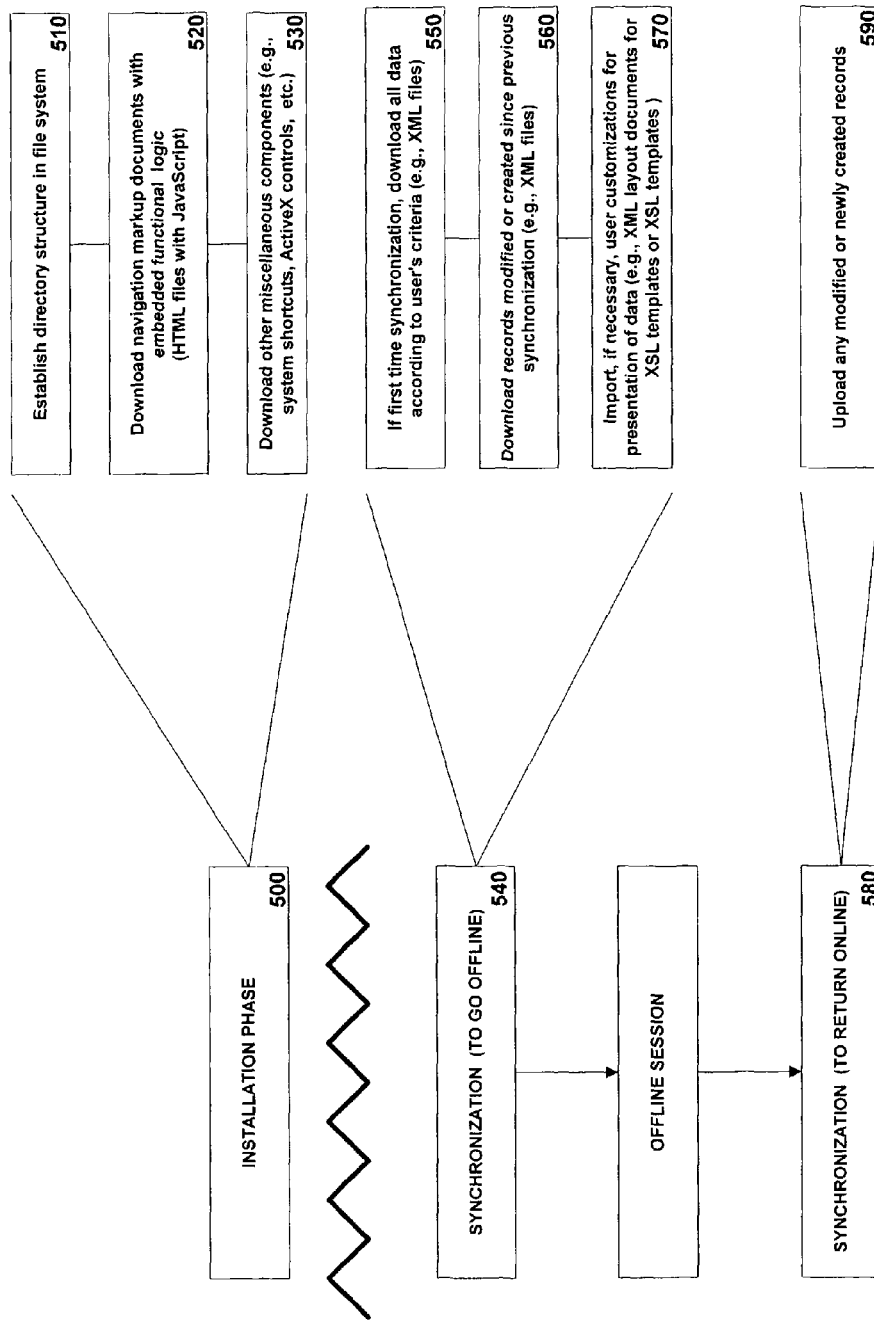 INSTALLATION PHASE
500
Establish directory structure in file system
510
Download navigation markup documents with
embedded functional logic
(HTML files with JavaScript)
520
Download other miscellaneous components (e.g.,
system shortcuts, ActiveX controls, etc.)
530
SYNCHRONIZATION (TO GO OFFLINE)
540
If first time synchronization, download all data
according to user's criteria (e.g., XML files)
550
Download records modified or created since previous
synchronization (e.g., XML files)
560
Import, if necessary, user customizations for
presentation of data (e.g., XML layout documents for
XSL templates or XSL templates )
570
OFFLINE SESSION
SYNCHRONIZATION (TO RETURN ONLINE)
580
Upload any modified or newly created records
590